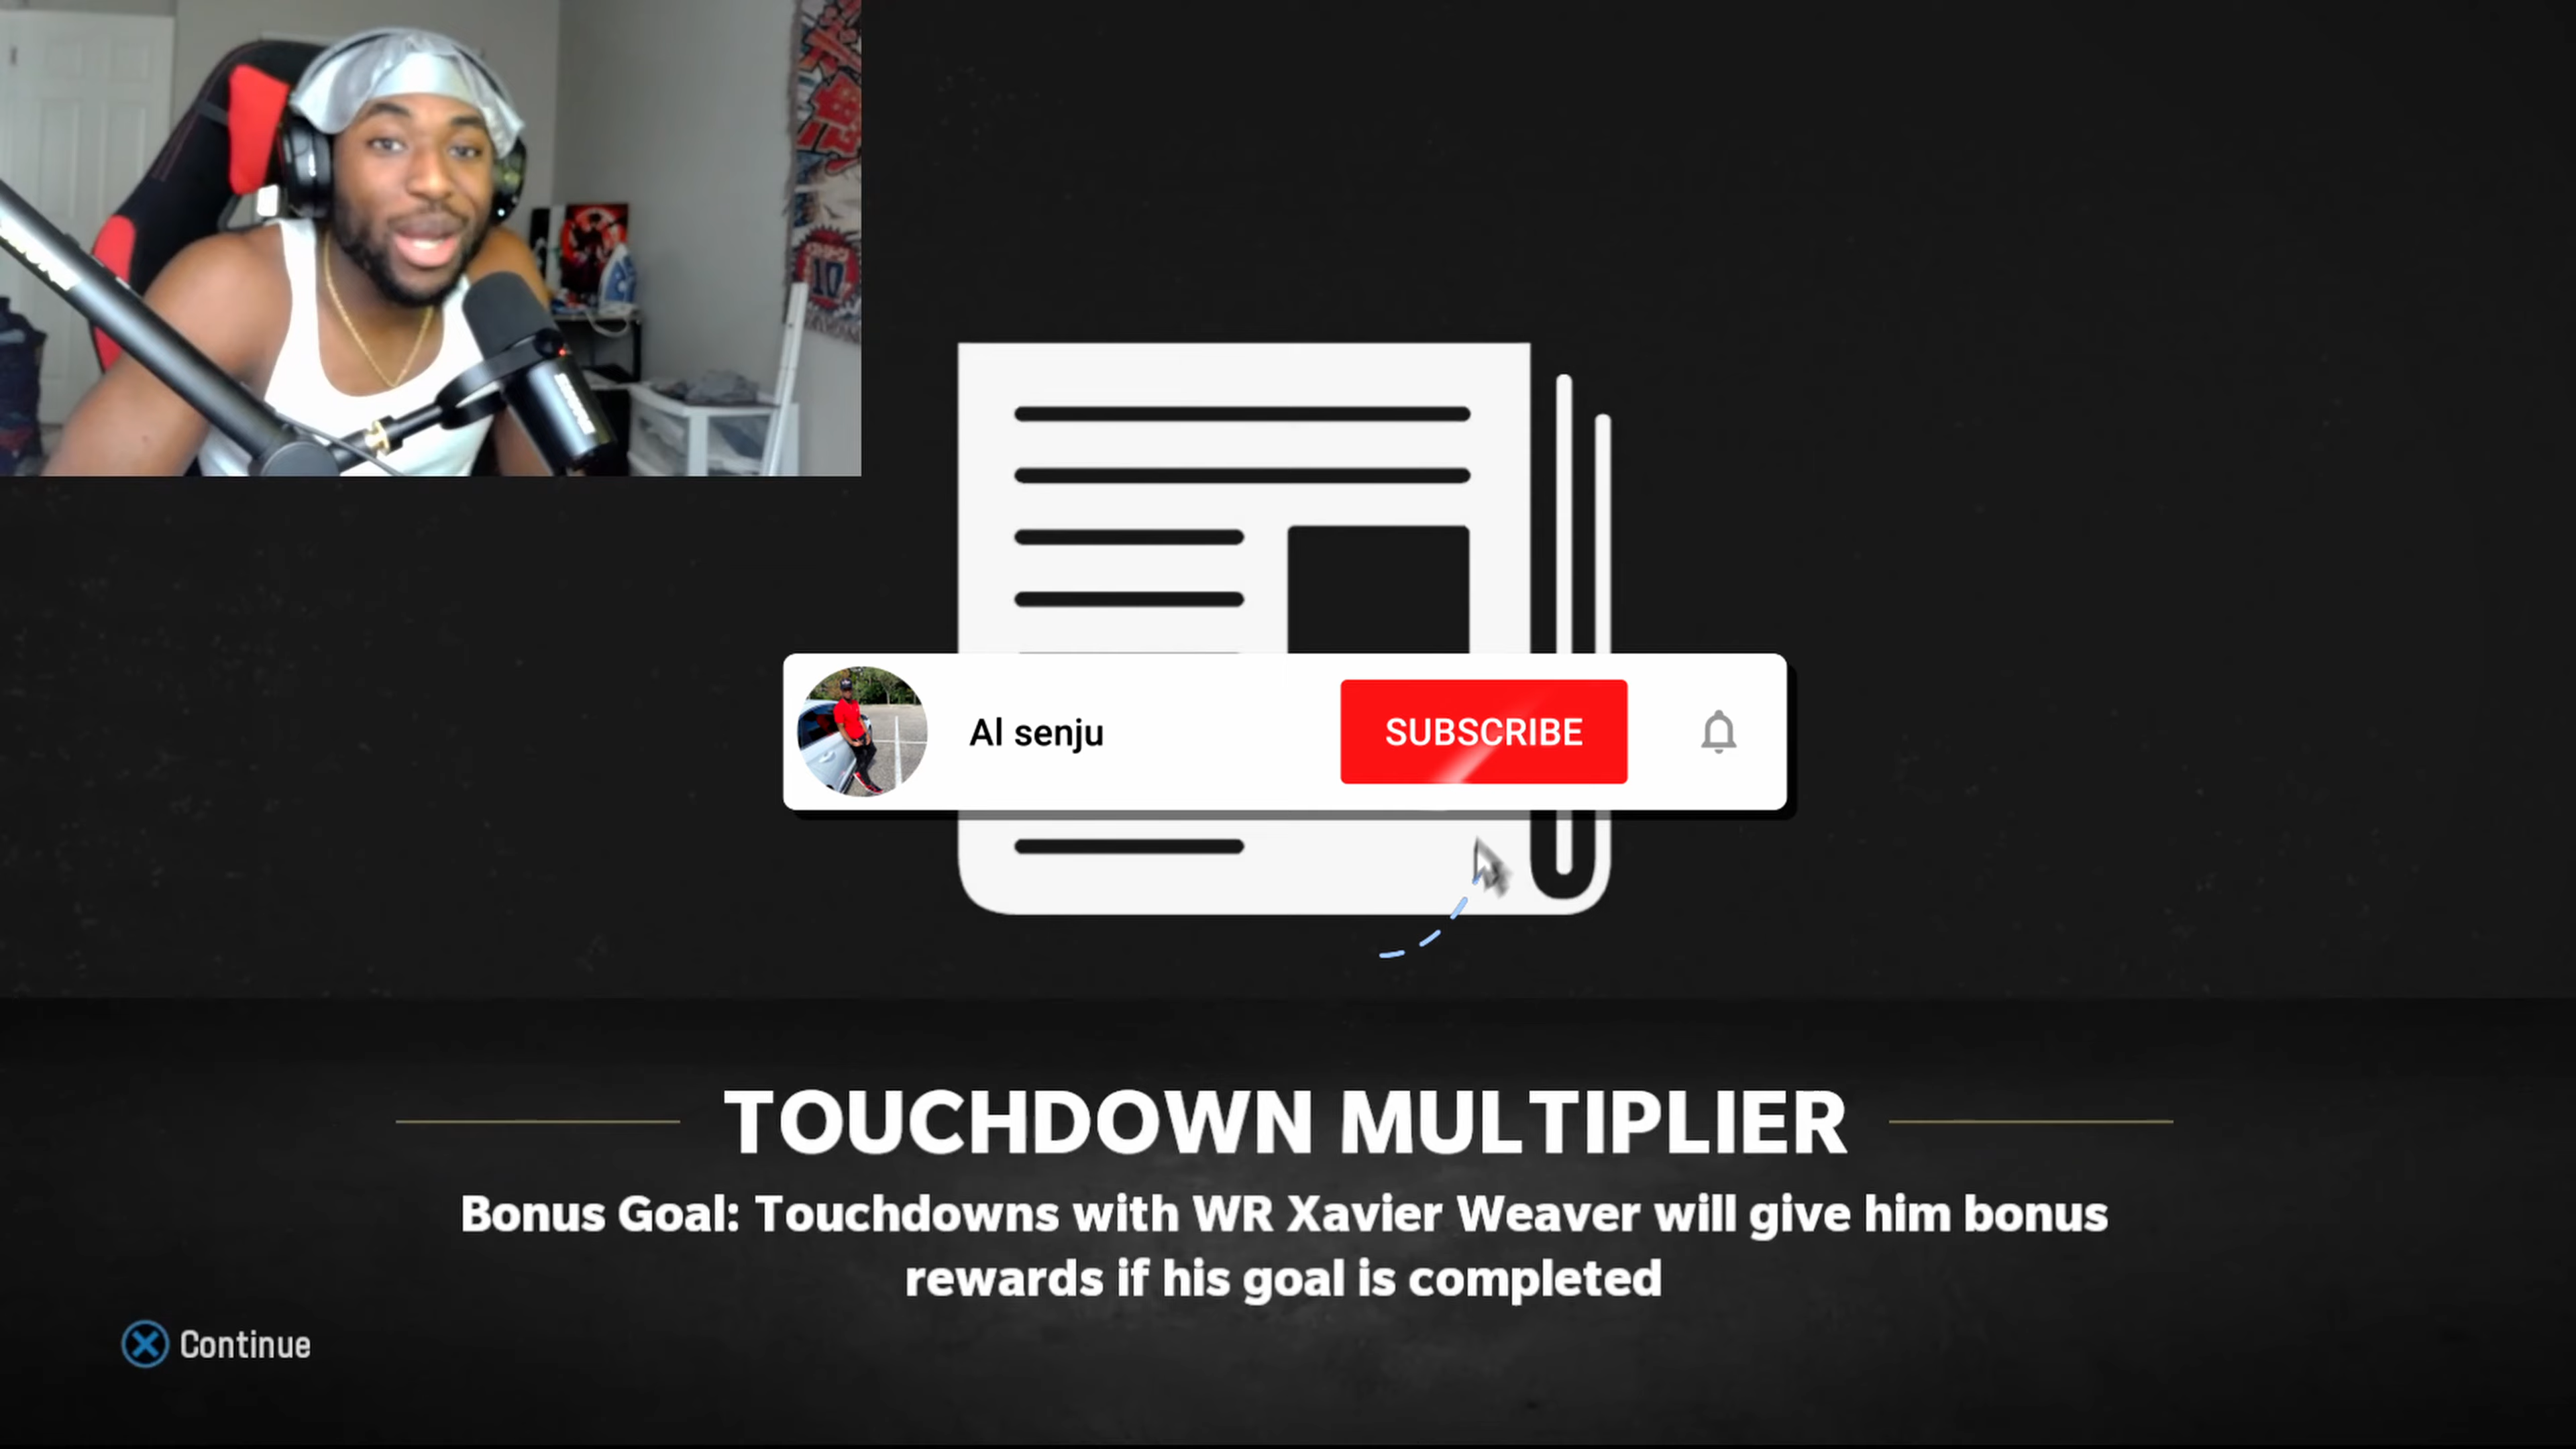 10
Al senju
SUBSCRIBE
TOUCHDOWN MULTIPLIER
Bonus Goal: Touchdowns with WR Xavier Weaver will give him bonus
rewards if his goal is completed
Continue